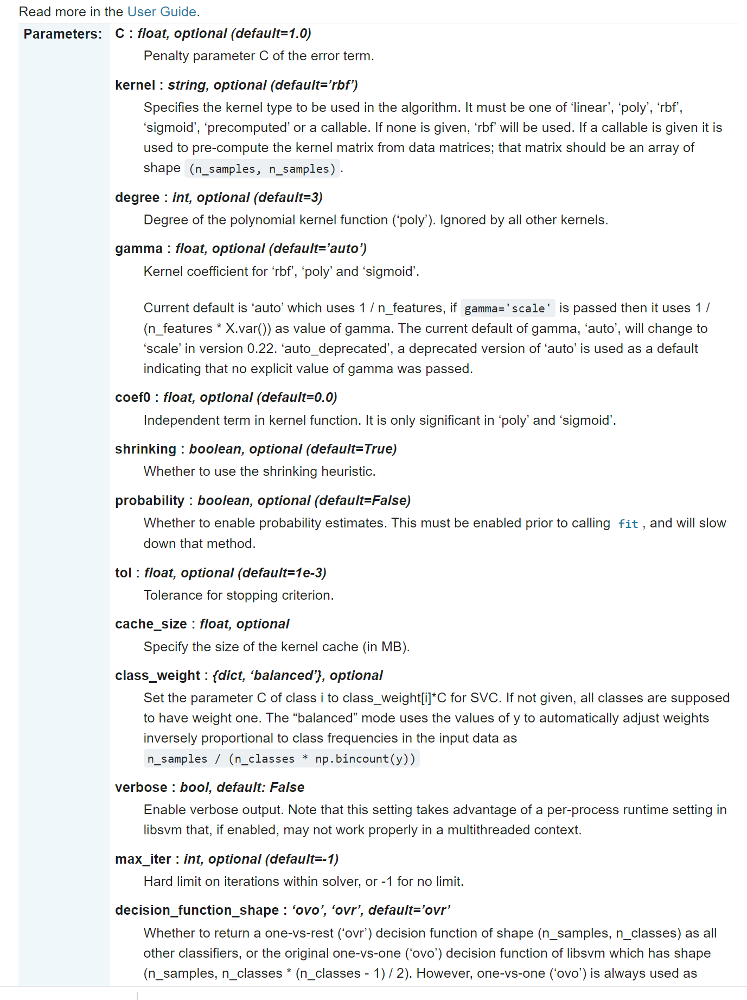 Read more in the User Guide.
Parameters: C : float, optional (default=1.0)
Penalty parameter C of the error term.
kernel : string, optional (default=’rbf’)
Specifies the kernel type to be used in the algorithm. It must be one of ‘linear’, ‘poly’, ‘rbf’,
‘sigmoid’, ‘precomputed’ or a callable. If none is given, ‘rbf’ will be used. If a callable is given it is
used to pre-compute the kernel matrix from data matrices; that matrix should be an array of
shape (n_samples, n_samples).
degree : int, optional (default=3)
Degree of the polynomial kernel function (‘poly’). Ignored by all other kernels.
gamma : float, optional (default=’auto’)
Kernel coefficient for ‘rbf’, ‘poly’ and ‘sigmoid’.
Current default is ‘auto’ which uses 1 / n_features, if gamma='scale' is passed then it uses 1 /
(n_features * X.var()) as value of gamma. The current default of gamma, ‘auto’, will change to
‘scale’ in version 0.22. ‘auto_deprecated’, a deprecated version of ‘auto’ is used as a default
indicating that no explicit value of gamma was passed.
coef0 : float, optional (default=0.0)
Independent term in kernel function. It is only significant in ‘poly’ and ‘sigmoid’.
shrinking : boolean, optional (default=True)
Whether to use the shrinking heuristic.
probability : boolean, optional (default=False)
Whether to enable probability estimates. This must be enabled prior to calling fit , and will slow
down that method.
tol : float, optional (default=1e-3)
Tolerance for stopping criterion.
cache_size : float, optional
Specify the size of the kernel cache (in MB).
class_weight : {dict, ‘balanced’}, optional
Set the parameter C of class i to class_weight[i]*C for SVC. If not given, all classes are supposed
to have weight one. The “balanced” mode uses the values of y to automatically adjust weights
inversely proportional to class frequencies in the input data as
n_samples / (n_classes * np.bincount(y))
verbose : bool, default: False
Enable verbose output. Note that this setting takes advantage of a per-process runtime setting in
libsvm that, if enabled, may not work properly in a multithreaded context.
max_iter : int, optional (default=-1)
Hard limit on iterations within solver, or -1 for no limit.
decision_function_shape : ‘ovo’, ‘ovr’, default=’ovr’
Whether to return a one-vs-rest (‘ovr’) decision function of shape (n_samples, n_classes) as all
other classifiers, or the original one-vs-one (‘ovo’) decision function of libsvm which has shape
(n_samples, n_classes * (n_classes - 1) / 2). However, one-vs-one (‘ovo’) is always used as